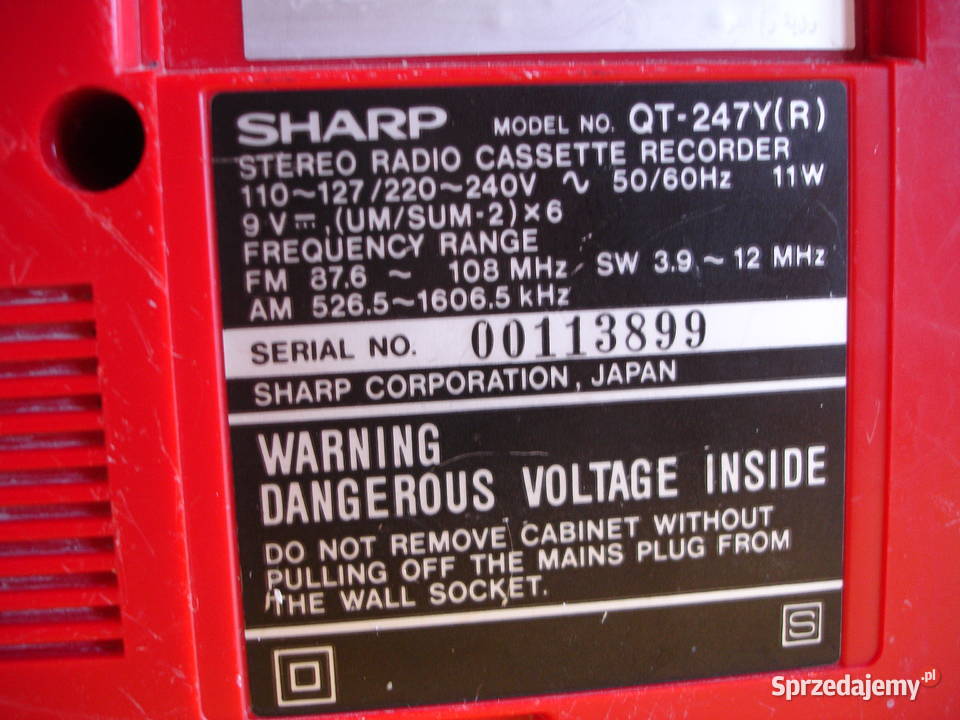 SHARP MODEL NO. QT-247Y(R)
STEREO RADIO CASSETTE RECORDER
110~127/220~240V ∿ 50/60Hz 11W
9V⎓,(UM/SUM-2)×6
FREQUENCY RANGE
FM 87.6 ~ 108 MHz SW 3.9 ~ 12 MHz
AM 526.5~1606.5 kHz
SERIAL NO. 00113899
SHARP CORPORATION, JAPAN
WARNING
DANGEROUS VOLTAGE INSIDE
DO NOT REMOVE CABINET WITHOUT
PULLING OFF THE MAINS PLUG FROM
THE WALL SOCKET.
S
Sprzedajemy.pl